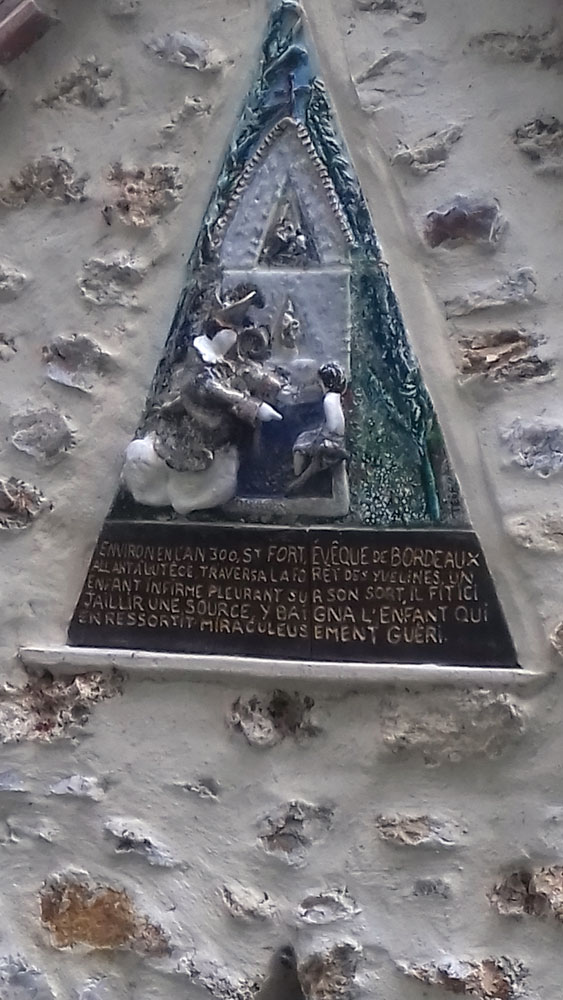 ENVIRON EN L'AN 300, ST FORT, ÉVÊQUE DE BORDEAUX
ALLANT A LUTÈCE TRAVERSA LA FORET DES YVELINES. UN
ENFANT INFIRME PLEURANT SUR SON SORT, IL FIT ICI
JAILLIR UNE SOURCE, Y BAIGNA L'ENFANT QUI
EN RESSORTIT MIRACULEUSEMENT GUÉRI.